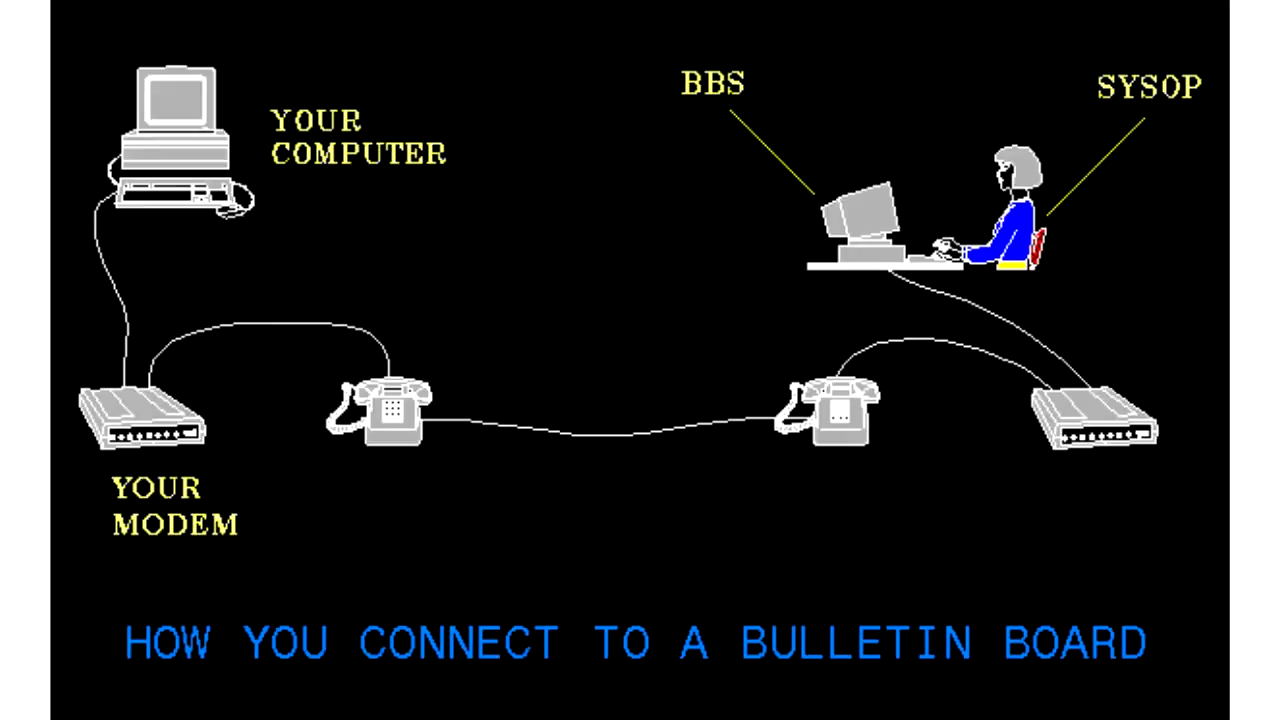 BBS
SYSOP
YOUR
COMPUTER
YOUR
MODEM
HOW YOU CONNECT TO A BULLETIN BOARD